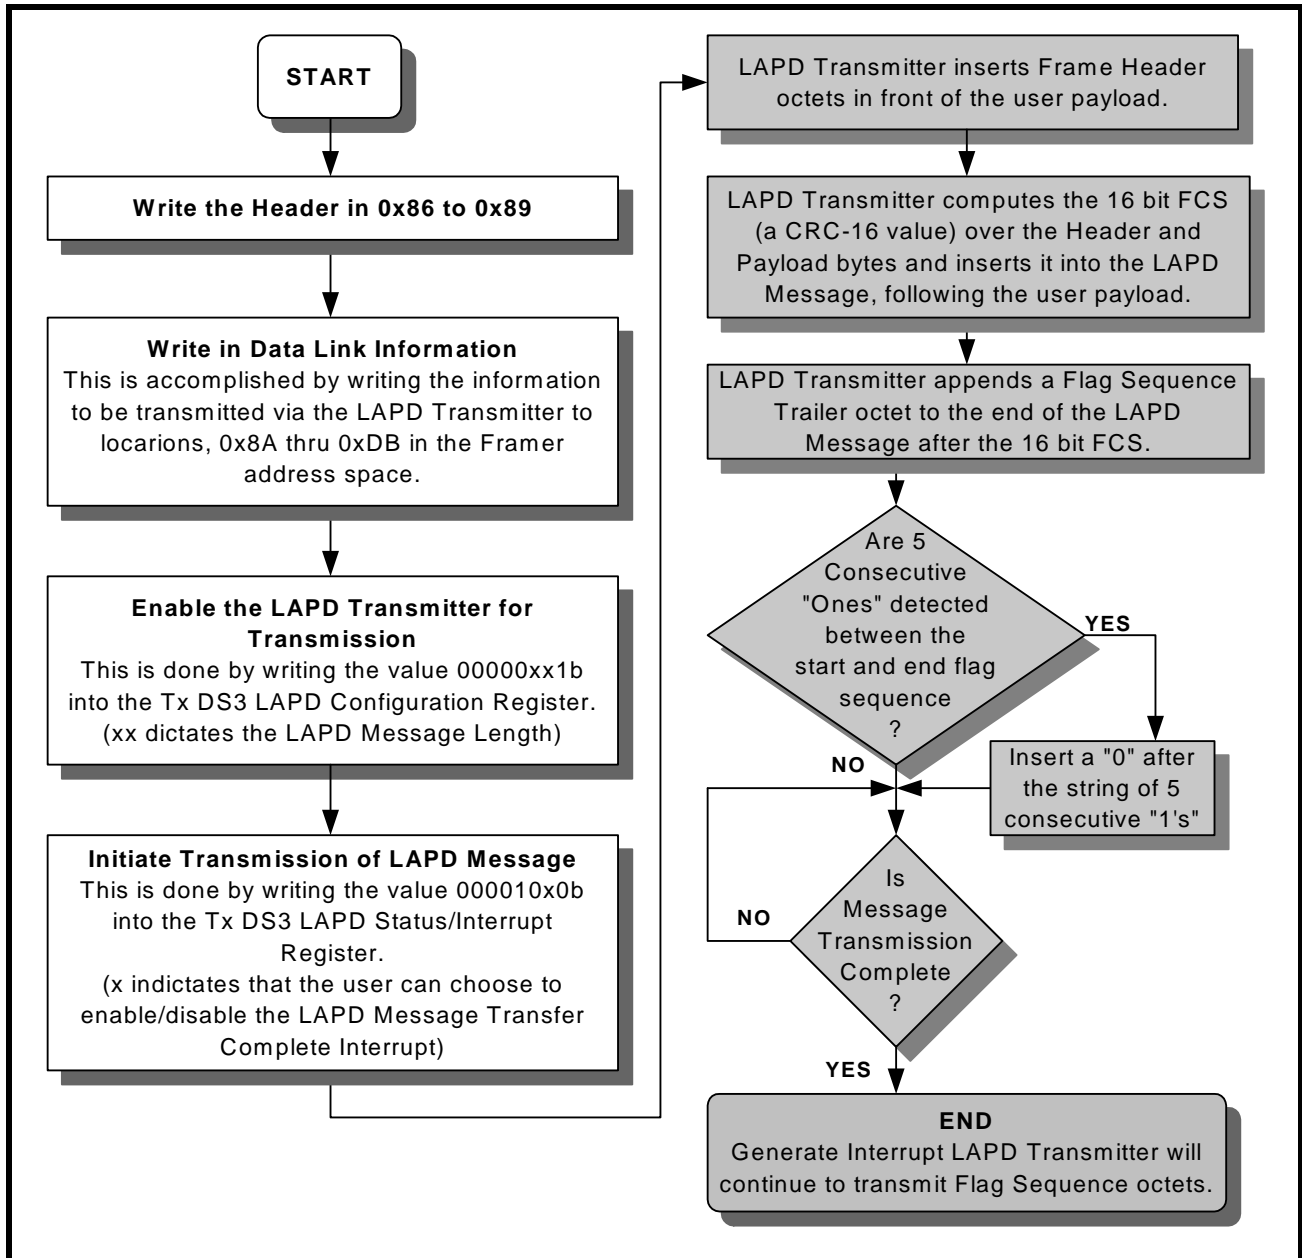 START
Write the Header in 0x86 to 0x89
Write in Data Link Information
This is accomplished by writing the information
to be transmitted via the LAPD Transmitter to
locarions, 0x8A thru 0xDB in the Framer
address space.
Enable the LAPD Transmitter for
Transmission
This is done by writing the value 00000xx1b
into the Tx DS3 LAPD Configuration Register.
(xx dictates the LAPD Message Length)
Initiate Transmission of LAPD Message
This is done by writing the value 000010x0b
into the Tx DS3 LAPD Status/Interrupt
Register.
(x indictates that the user can choose to
enable/disable the LAPD Message Transfer
Complete Interrupt)
LAPD Transmitter inserts Frame Header
octets in front of the user payload.
LAPD Transmitter computes the 16 bit FCS
(a CRC-16 value) over the Header and
Payload bytes and inserts it into the LAPD
Message, following the user payload.
LAPD Transmitter appends a Flag Sequence
Trailer octet to the end of the LAPD
Message after the 16 bit FCS.
Are 5
Consecutive
"Ones" detected
between the
start and end flag
sequence
?
YES
NO
Insert a "0" after
the string of 5
consecutive "1's"
Is
Message
Transmission
Complete
?
NO
YES
END
Generate Interrupt LAPD Transmitter will
continue to transmit Flag Sequence octets.